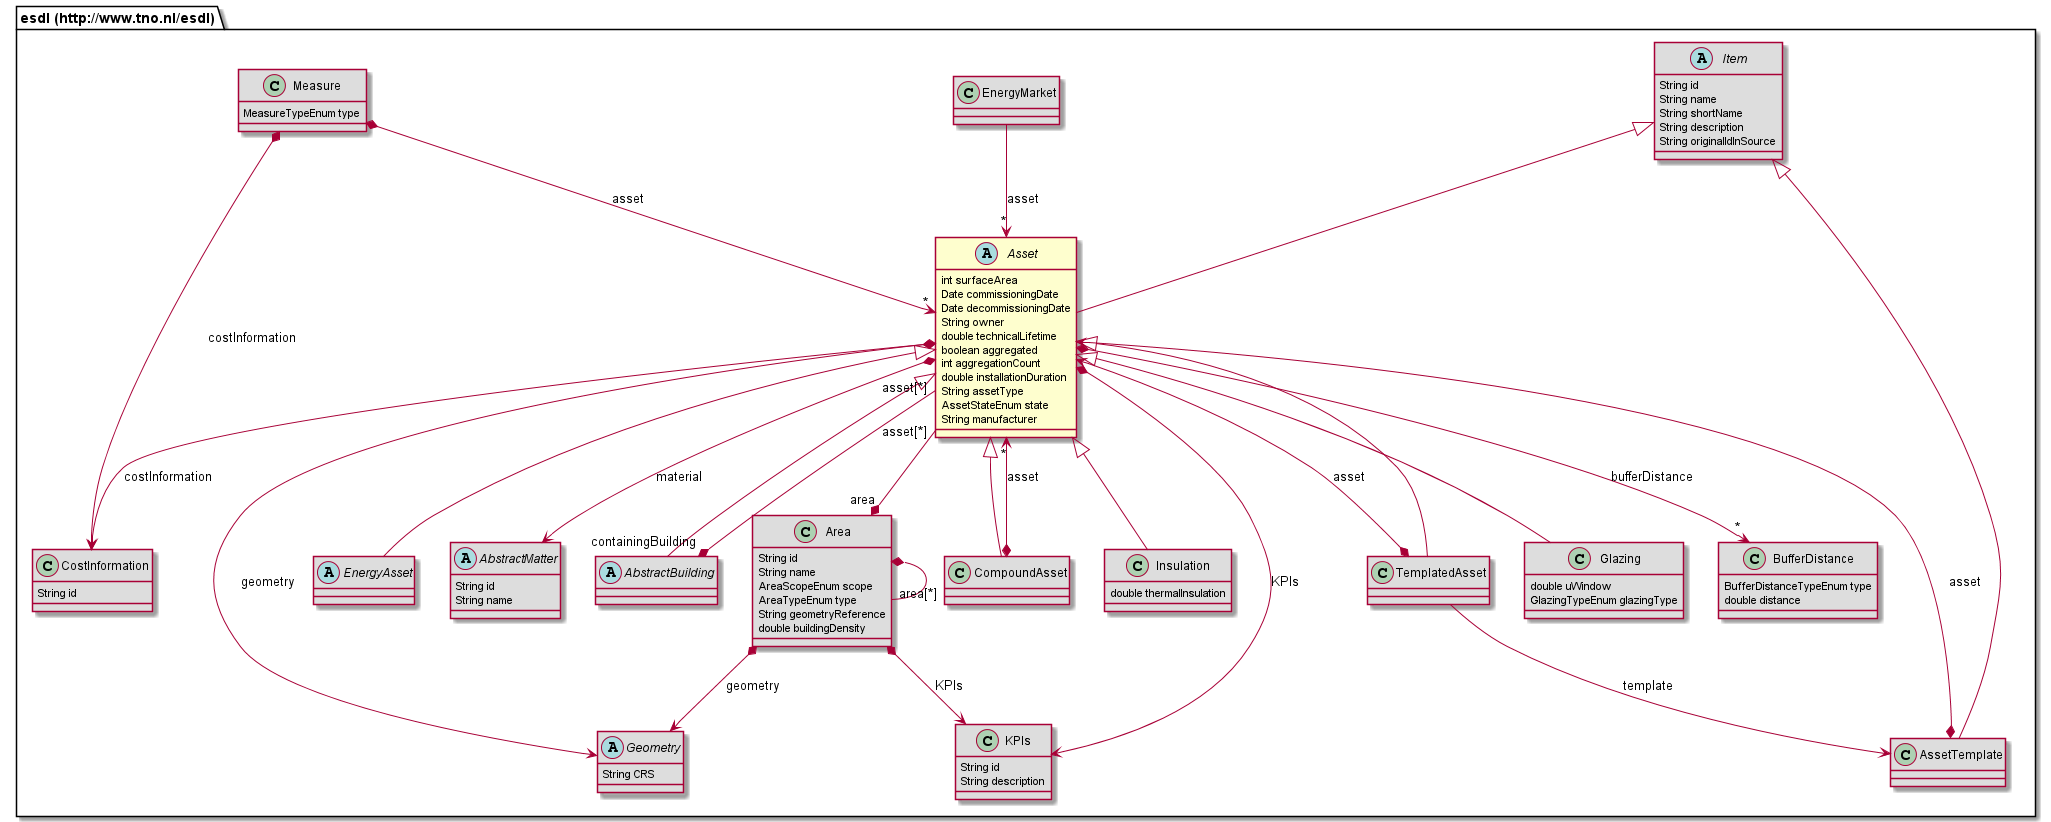 esdl (http://www.tno.nl/esdl)
A Item
String id
String name
String shortName
String description
String originalIdInSource
C Measure
MeasureTypeEnum type
C EnergyMarket
asset
asset
*
A Asset
int surfaceArea
Date commissioningDate
Date decommissioningDate
String owner
double technicalLifetime
boolean aggregated
int aggregationCount
double installationDuration
String assetType
AssetStateEnum state
String manufacturer
*
costInformation
asset[*]
asset[*]
*
costInformation
material
asset
asset
bufferDistance
area
*
containingBuilding
C CostInformation
String id
geometry
A EnergyAsset
A AbstractMatter
String id
String name
A AbstractBuilding
C Area
String id
String name
AreaScopeEnum scope
AreaTypeEnum type
String geometryReference
double buildingDensity
area[*]
C CompoundAsset
C Insulation
double thermalInsulation
KPIs
C TemplatedAsset
C Glazing
double uWindow
GlazingTypeEnum glazingType
C BufferDistance
BufferDistanceTypeEnum type
double distance
asset
geometry
KPIs
template
A Geometry
String CRS
C KPIs
String id
String description
C AssetTemplate